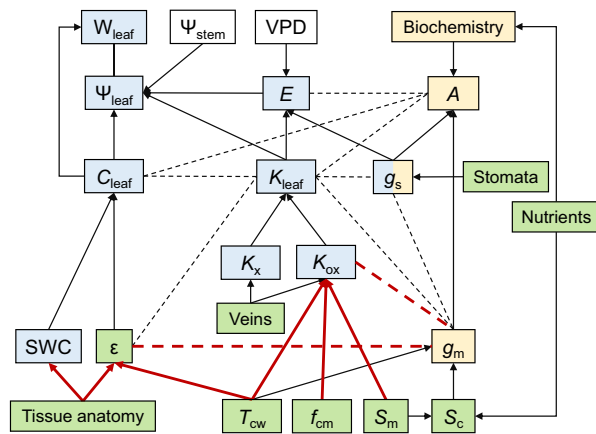 W_leaf
Ψ_stem
VPD
Biochemistry
Ψ_leaf
E
A
C_leaf
K_leaf
g_s
Stomata
Nutrients
K_x
K_ox
Veins
SWC
ε
g_m
Tissue anatomy
T_cw
f_cm
S_m
S_c